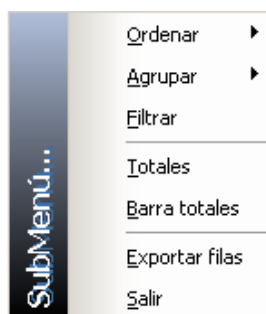 SubMenú...
Ordenar
Agrupar
Filtrar
Totales
Barra totales
Exportar filas
Salir